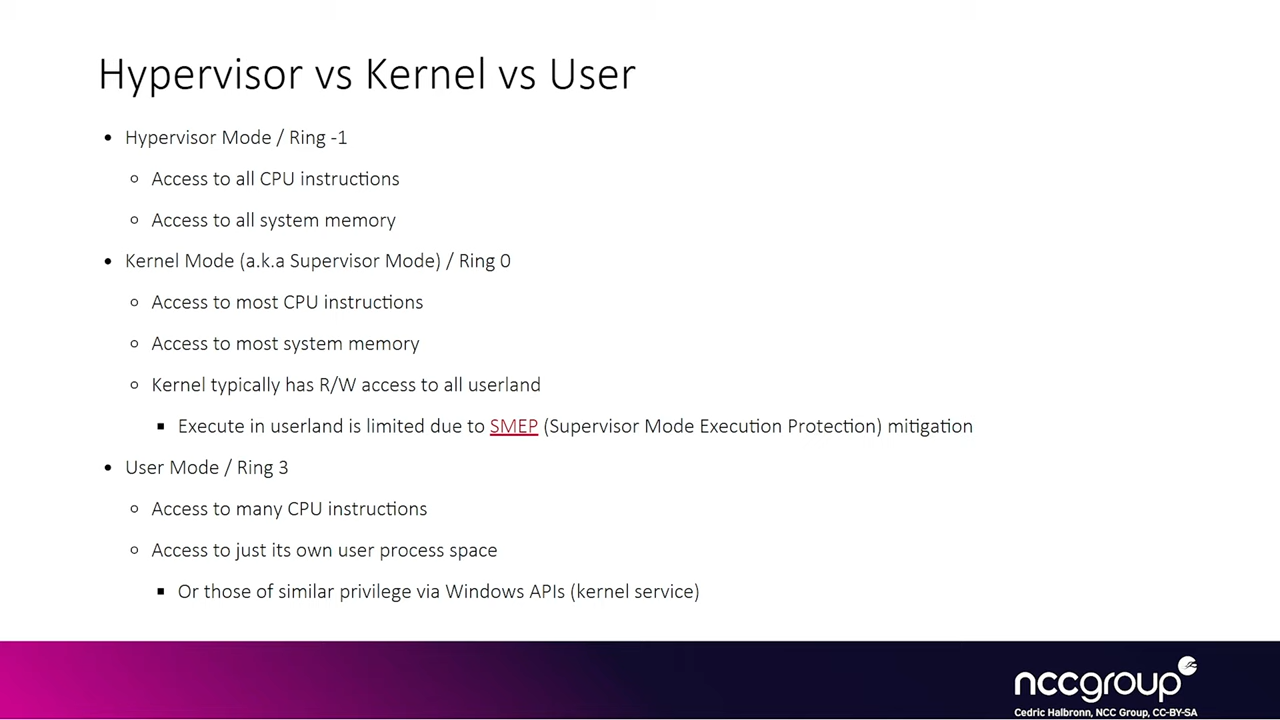 Hypervisor vs Kernel vs User
• Hypervisor Mode / Ring -1
○ Access to all CPU instructions
○ Access to all system memory
• Kernel Mode (a.k.a Supervisor Mode) / Ring 0
○ Access to most CPU instructions
○ Access to most system memory
○ Kernel typically has R/W access to all userland
▪ Execute in userland is limited due to SMEP (Supervisor Mode Execution Protection) mitigation
• User Mode / Ring 3
○ Access to many CPU instructions
○ Access to just its own user process space
▪ Or those of similar privilege via Windows APIs (kernel service)
nccgroup
Cedric Halbronn, NCC Group, CC-BY-SA